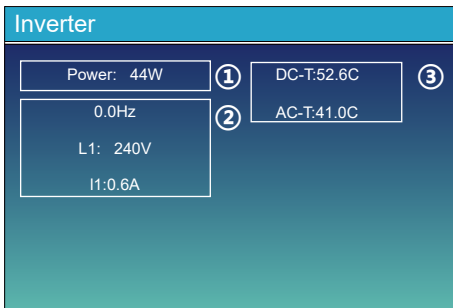 Inverter
Power: 44W
①
0.0Hz
L1: 240V
I1:0.6A
②
DC-T:52.6C
AC-T:41.0C
③